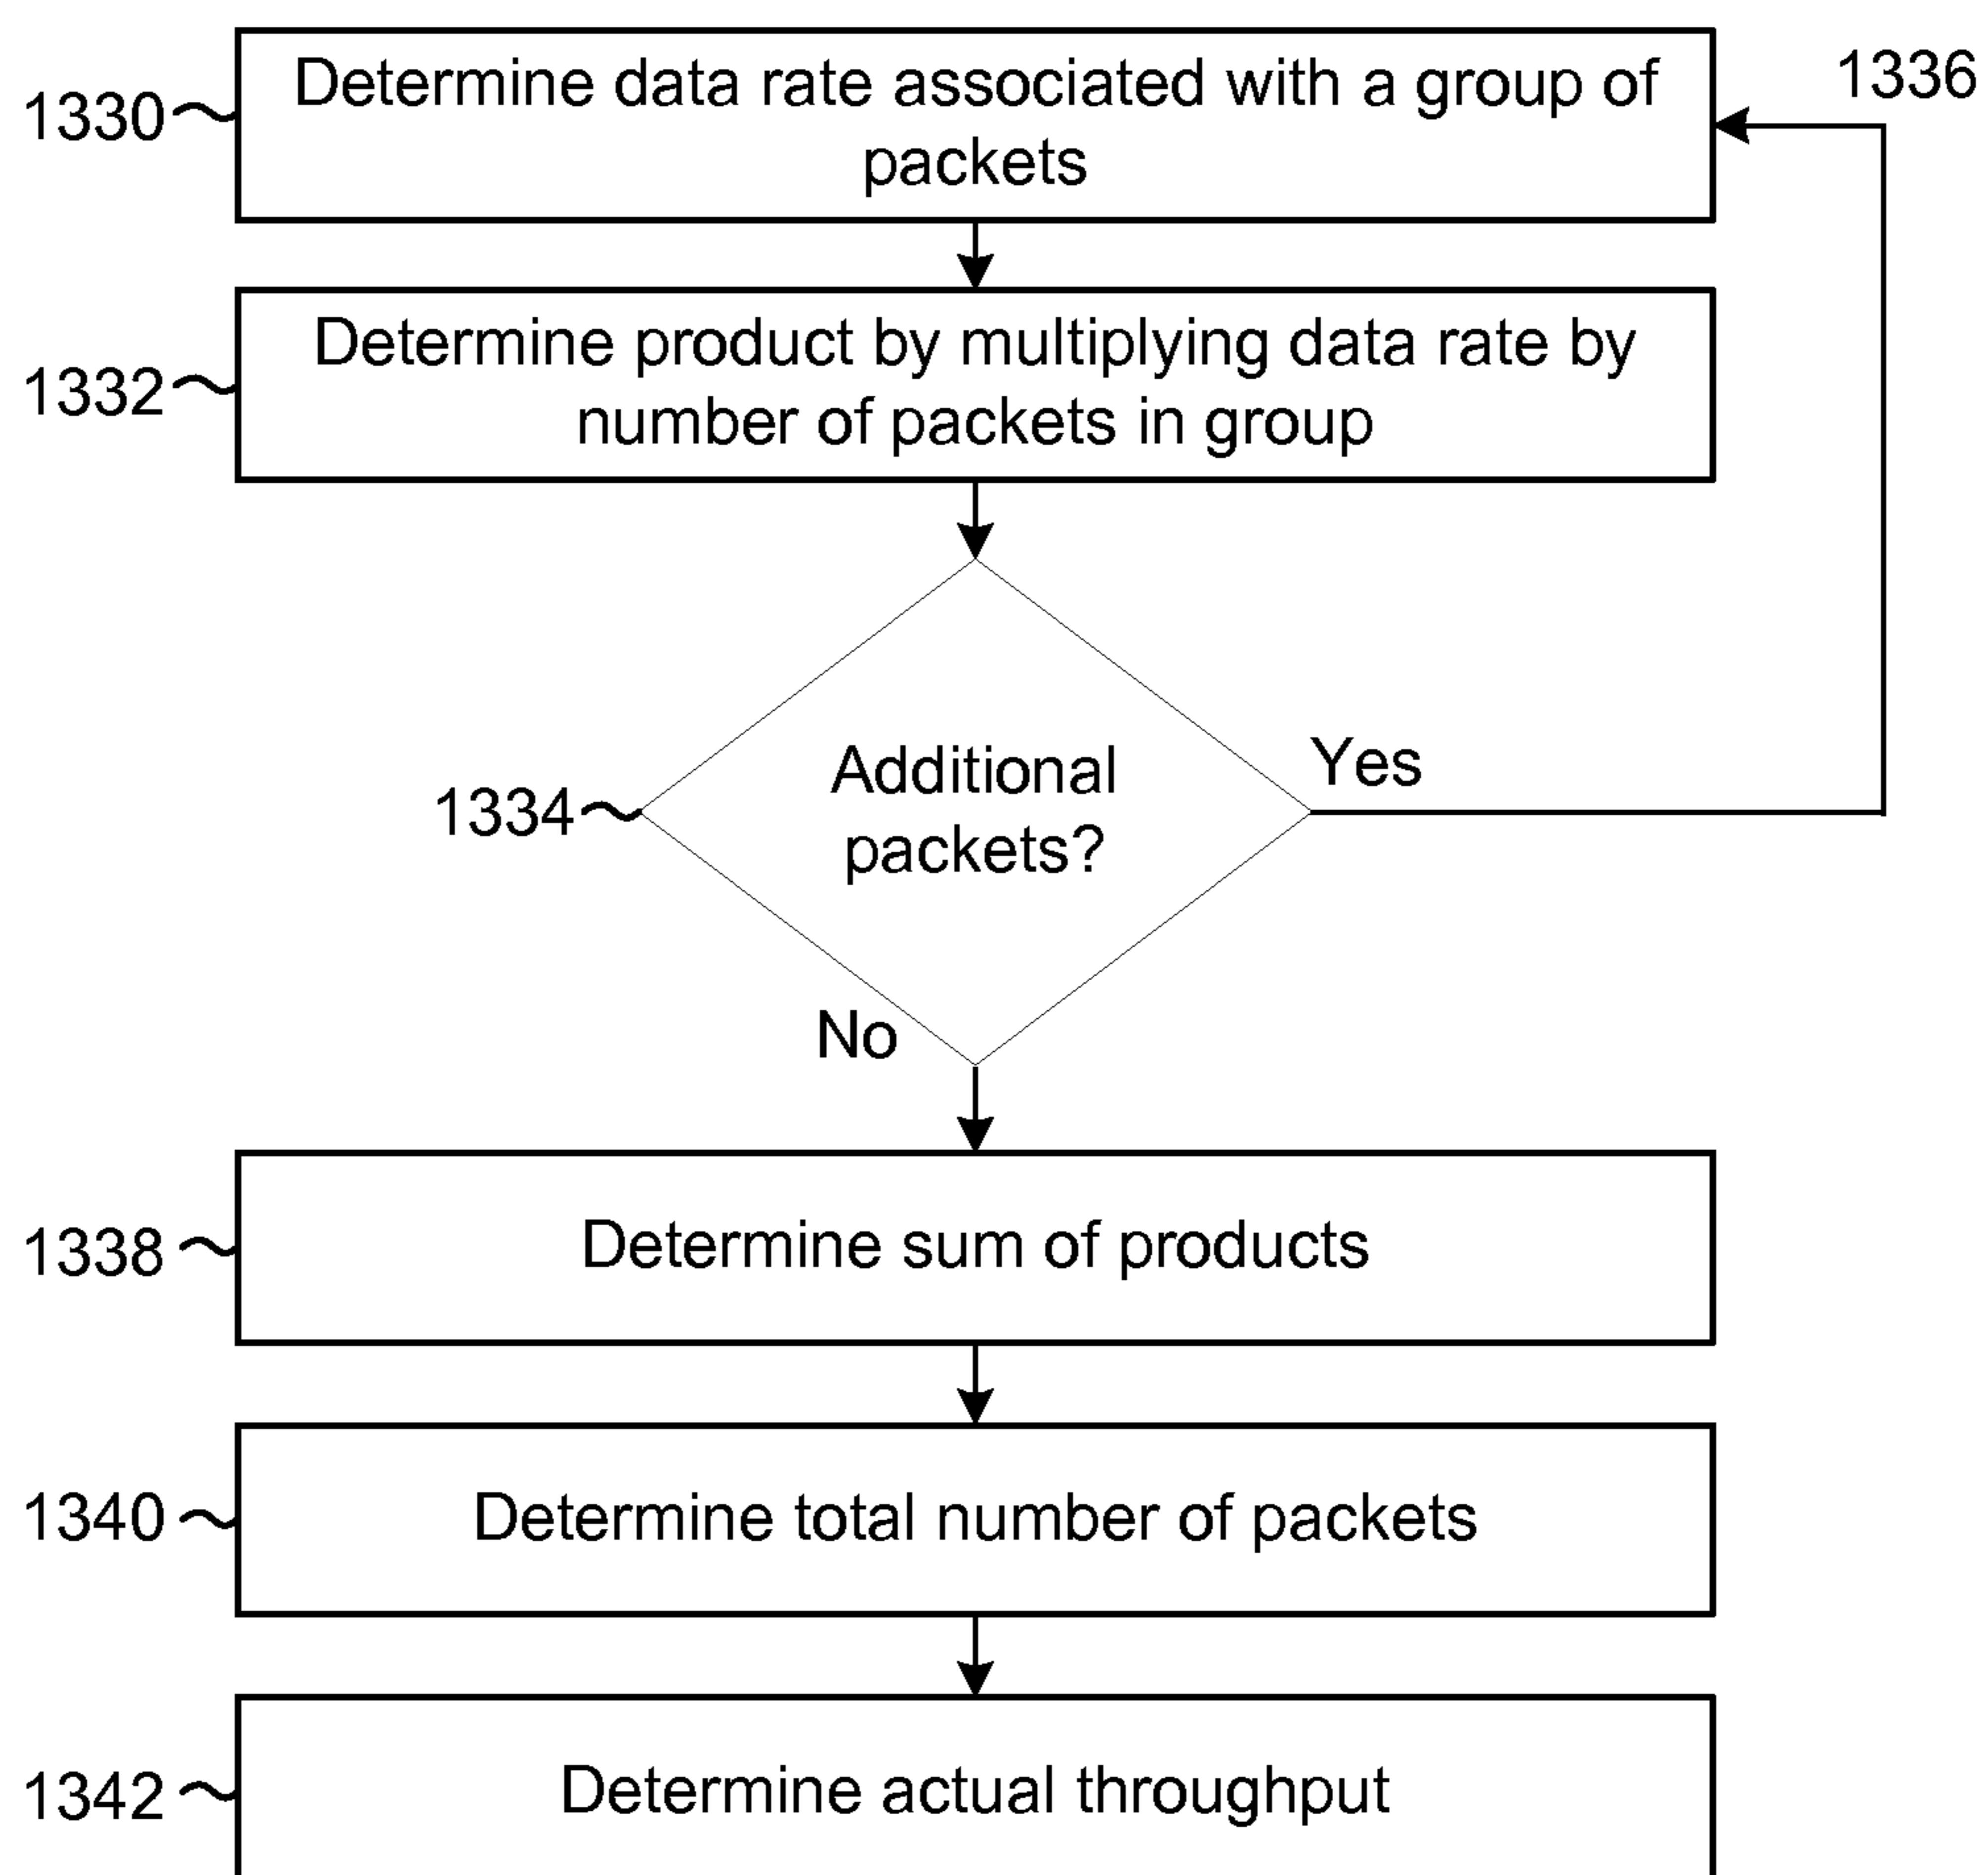 1336
1330
Determine data rate associated with a group of
packets
1332
Determine product by multiplying data rate by
number of packets in group
1334
Additional
packets?
Yes
No
1338
Determine sum of products
1340
Determine total number of packets
1342
Determine actual throughput